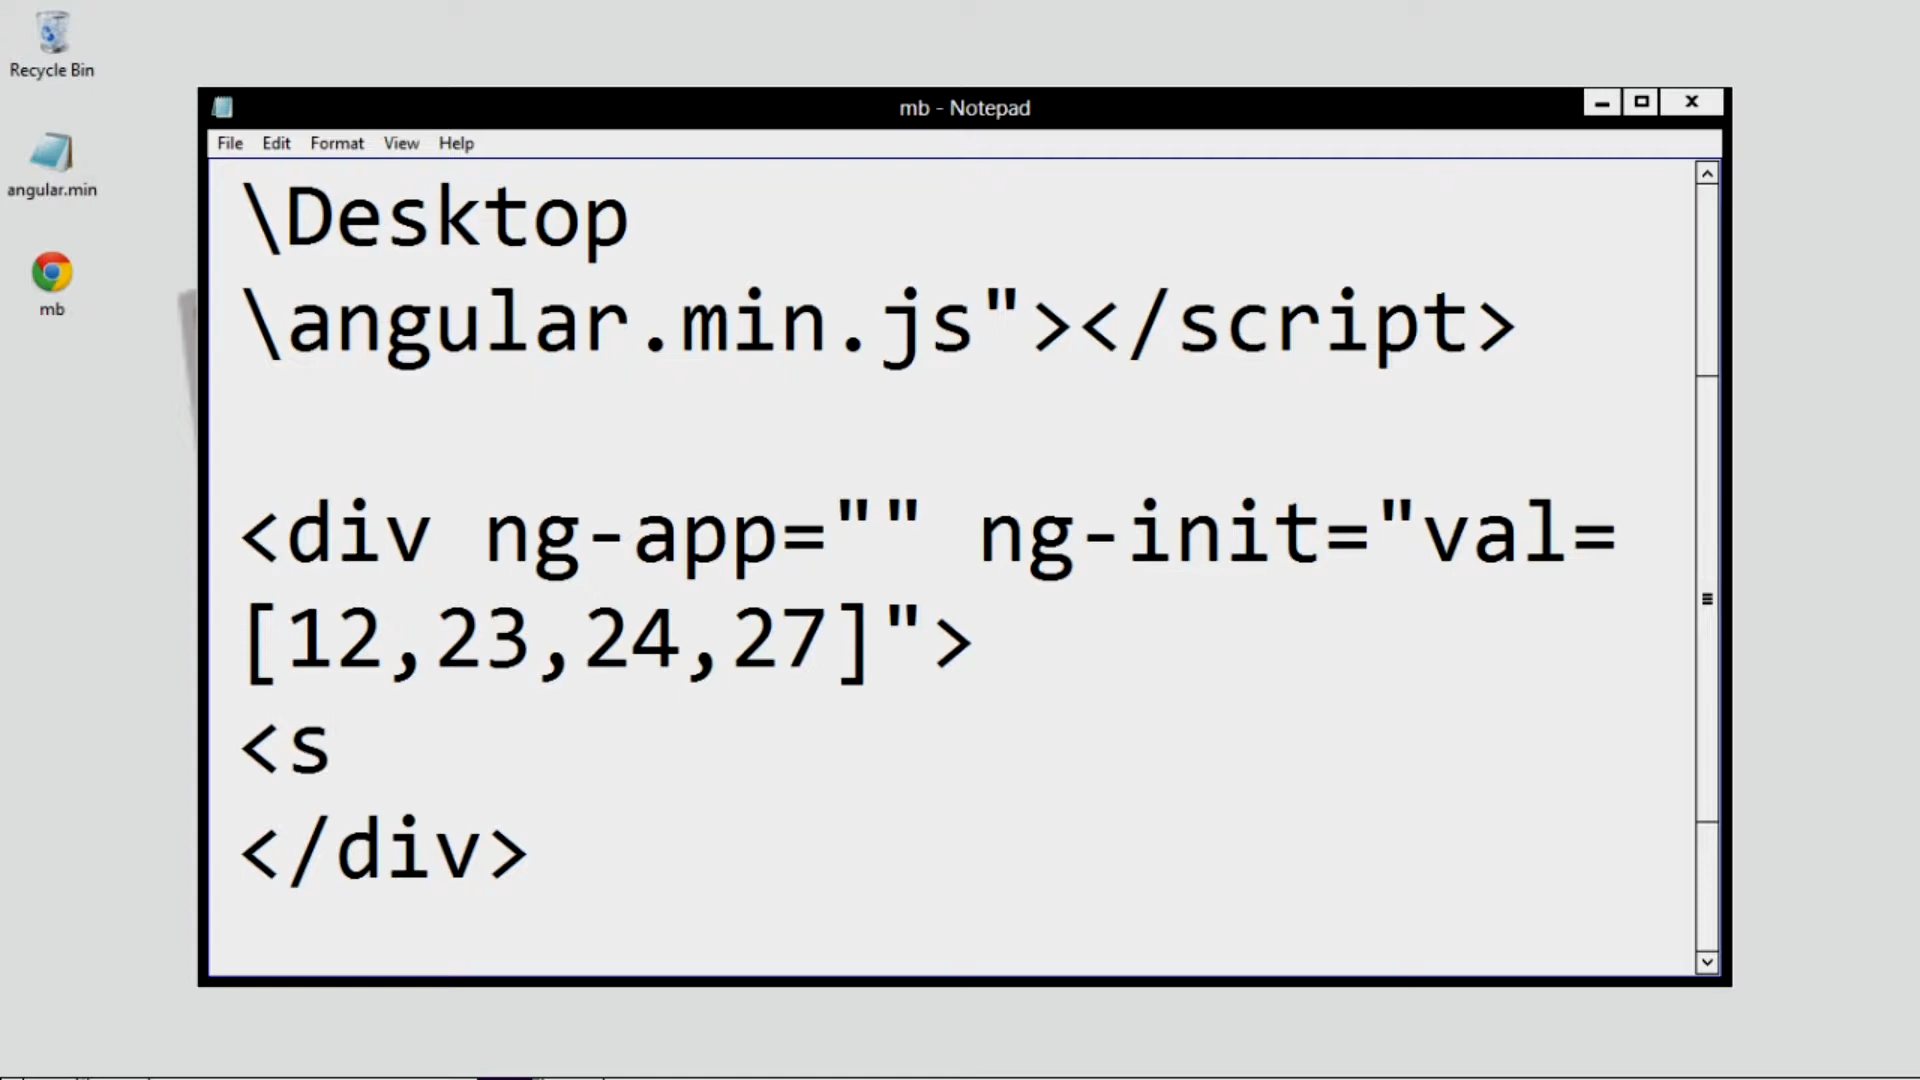 Recycle Bin
angular.min
mb
mb - Notepad
File Edit Format View Help
\Desktop
\angular.min.js"></script>
<div ng-app="" ng-init="val=
[12,23,24,27]">
<s
</div>